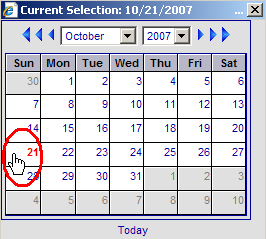 Current Selection: 10/21/2007 ...
October 2007
Sun Mon Tue Wed Thu Fri Sat
30 1 2 3 4 5 6
7 8 9 10 11 12 13
14 15 16 17 18 19 20
21 22 23 24 25 26 27
28 29 30 31 1 2 3
4 5 6 7 8 9 10
Today